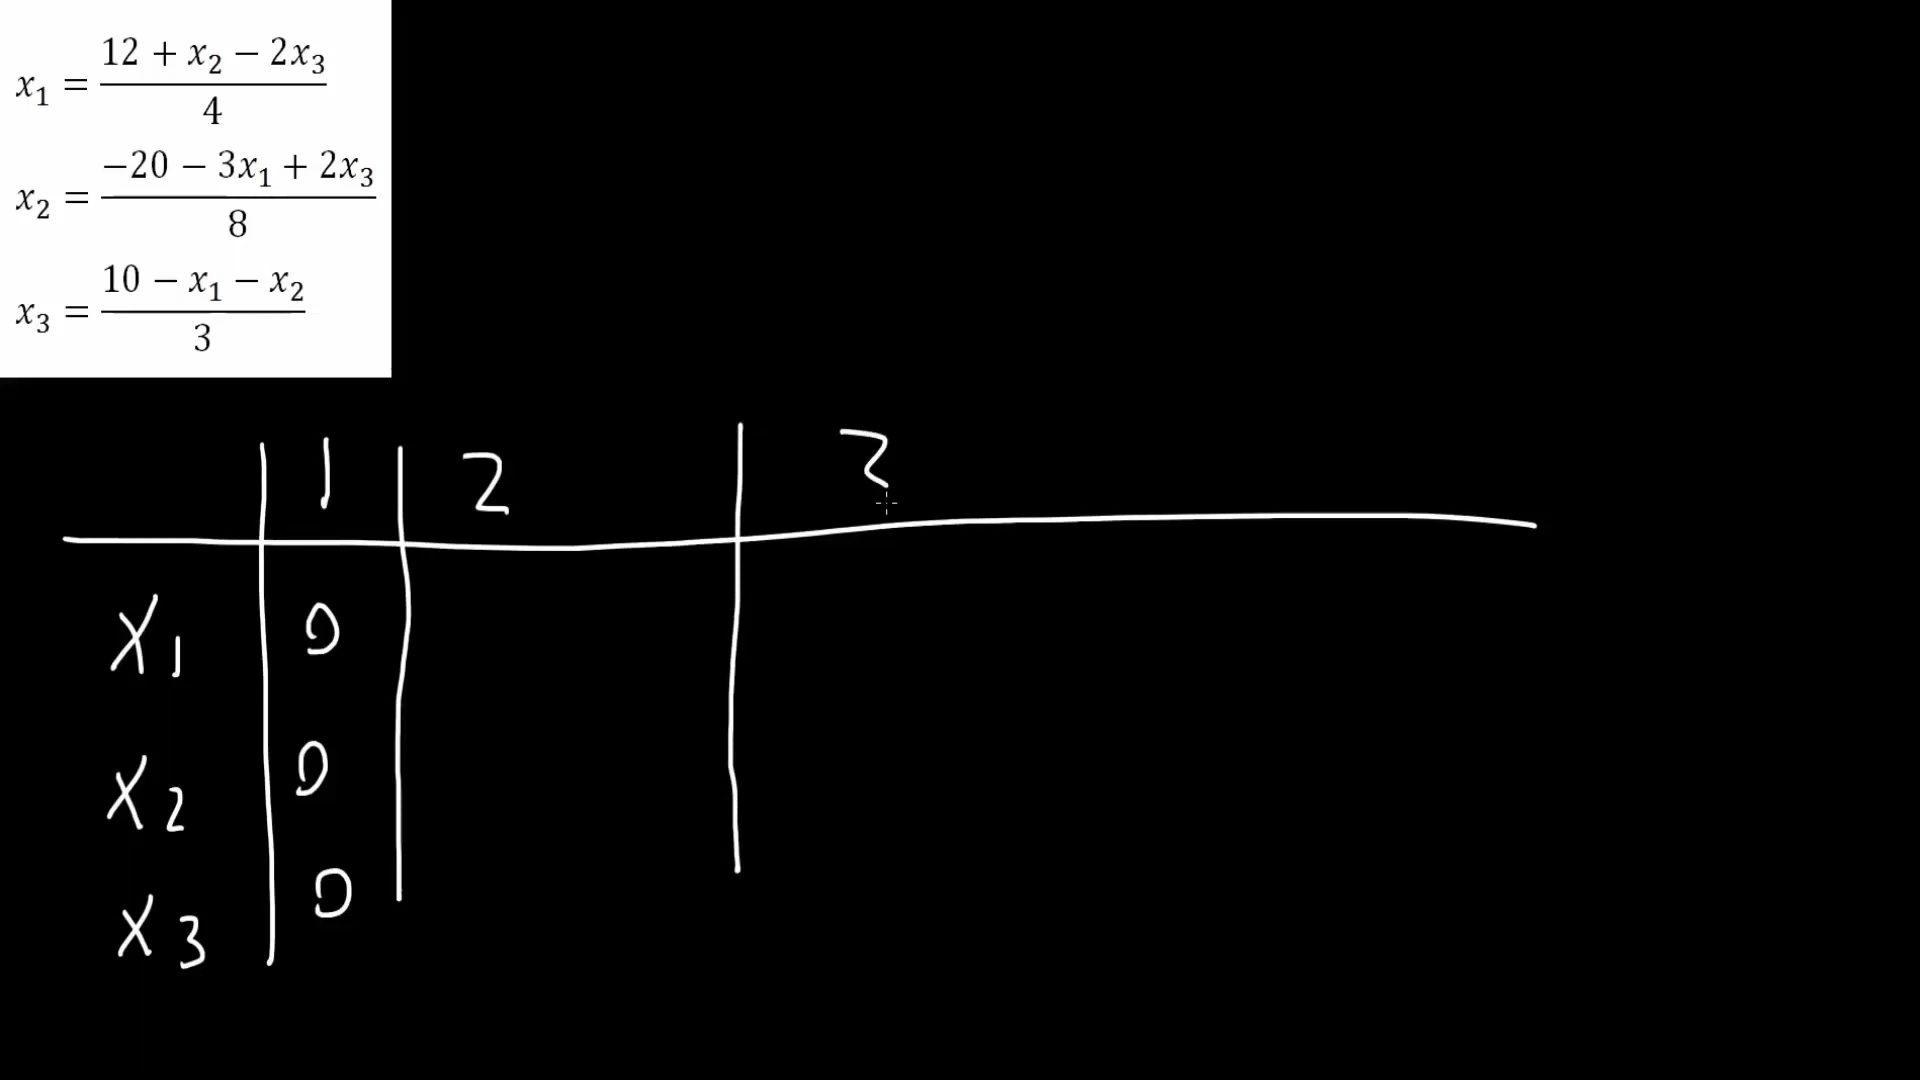 x₁ = (12 + x₂ − 2x₃)/4
x₂ = (−20 − 3x₁ + 2x₃)/8
x₃ = (10 − x₁ − x₂)/3
1 2
X₁ 0
X₂ 0
X₃ 0